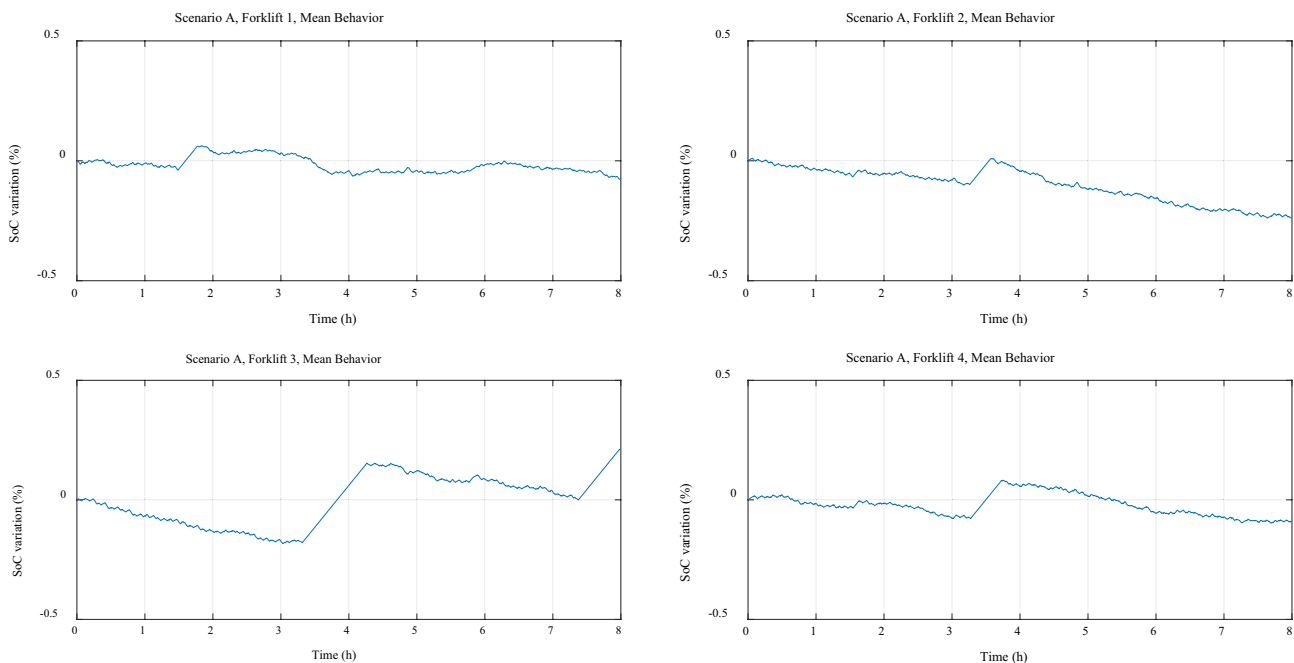 Scenario A, Forklift 1, Mean Behavior
0.5
0
-0.5
SoC variation (%)
0 1 2 3 4 5 6 7 8
Time (h)
Scenario A, Forklift 2, Mean Behavior
0.5
0
-0.5
SoC variation (%)
0 1 2 3 4 5 6 7 8
Time (h)
Scenario A, Forklift 3, Mean Behavior
0.5
0
-0.5
SoC variation (%)
0 1 2 3 4 5 6 7 8
Time (h)
Scenario A, Forklift 4, Mean Behavior
0.5
0
-0.5
SoC variation (%)
0 1 2 3 4 5 6 7 8
Time (h)